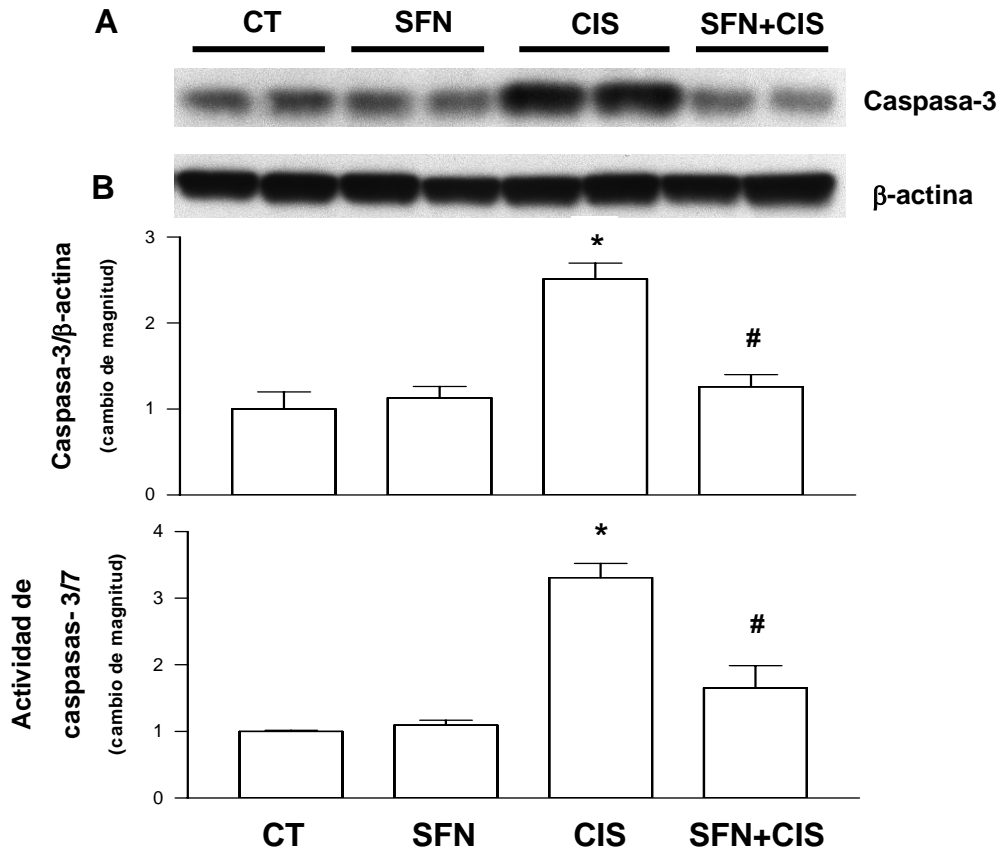 A
CT SFN CIS SFN+CIS
Caspasa-3
B
β-actina
Caspasa-3/β-actina
(cambio de magnitud)
3
2
1
0
*
#
Actividad de
caspasas- 3/7
(cambio de magnitud)
4
3
2
1
0
*
#
CT SFN CIS SFN+CIS